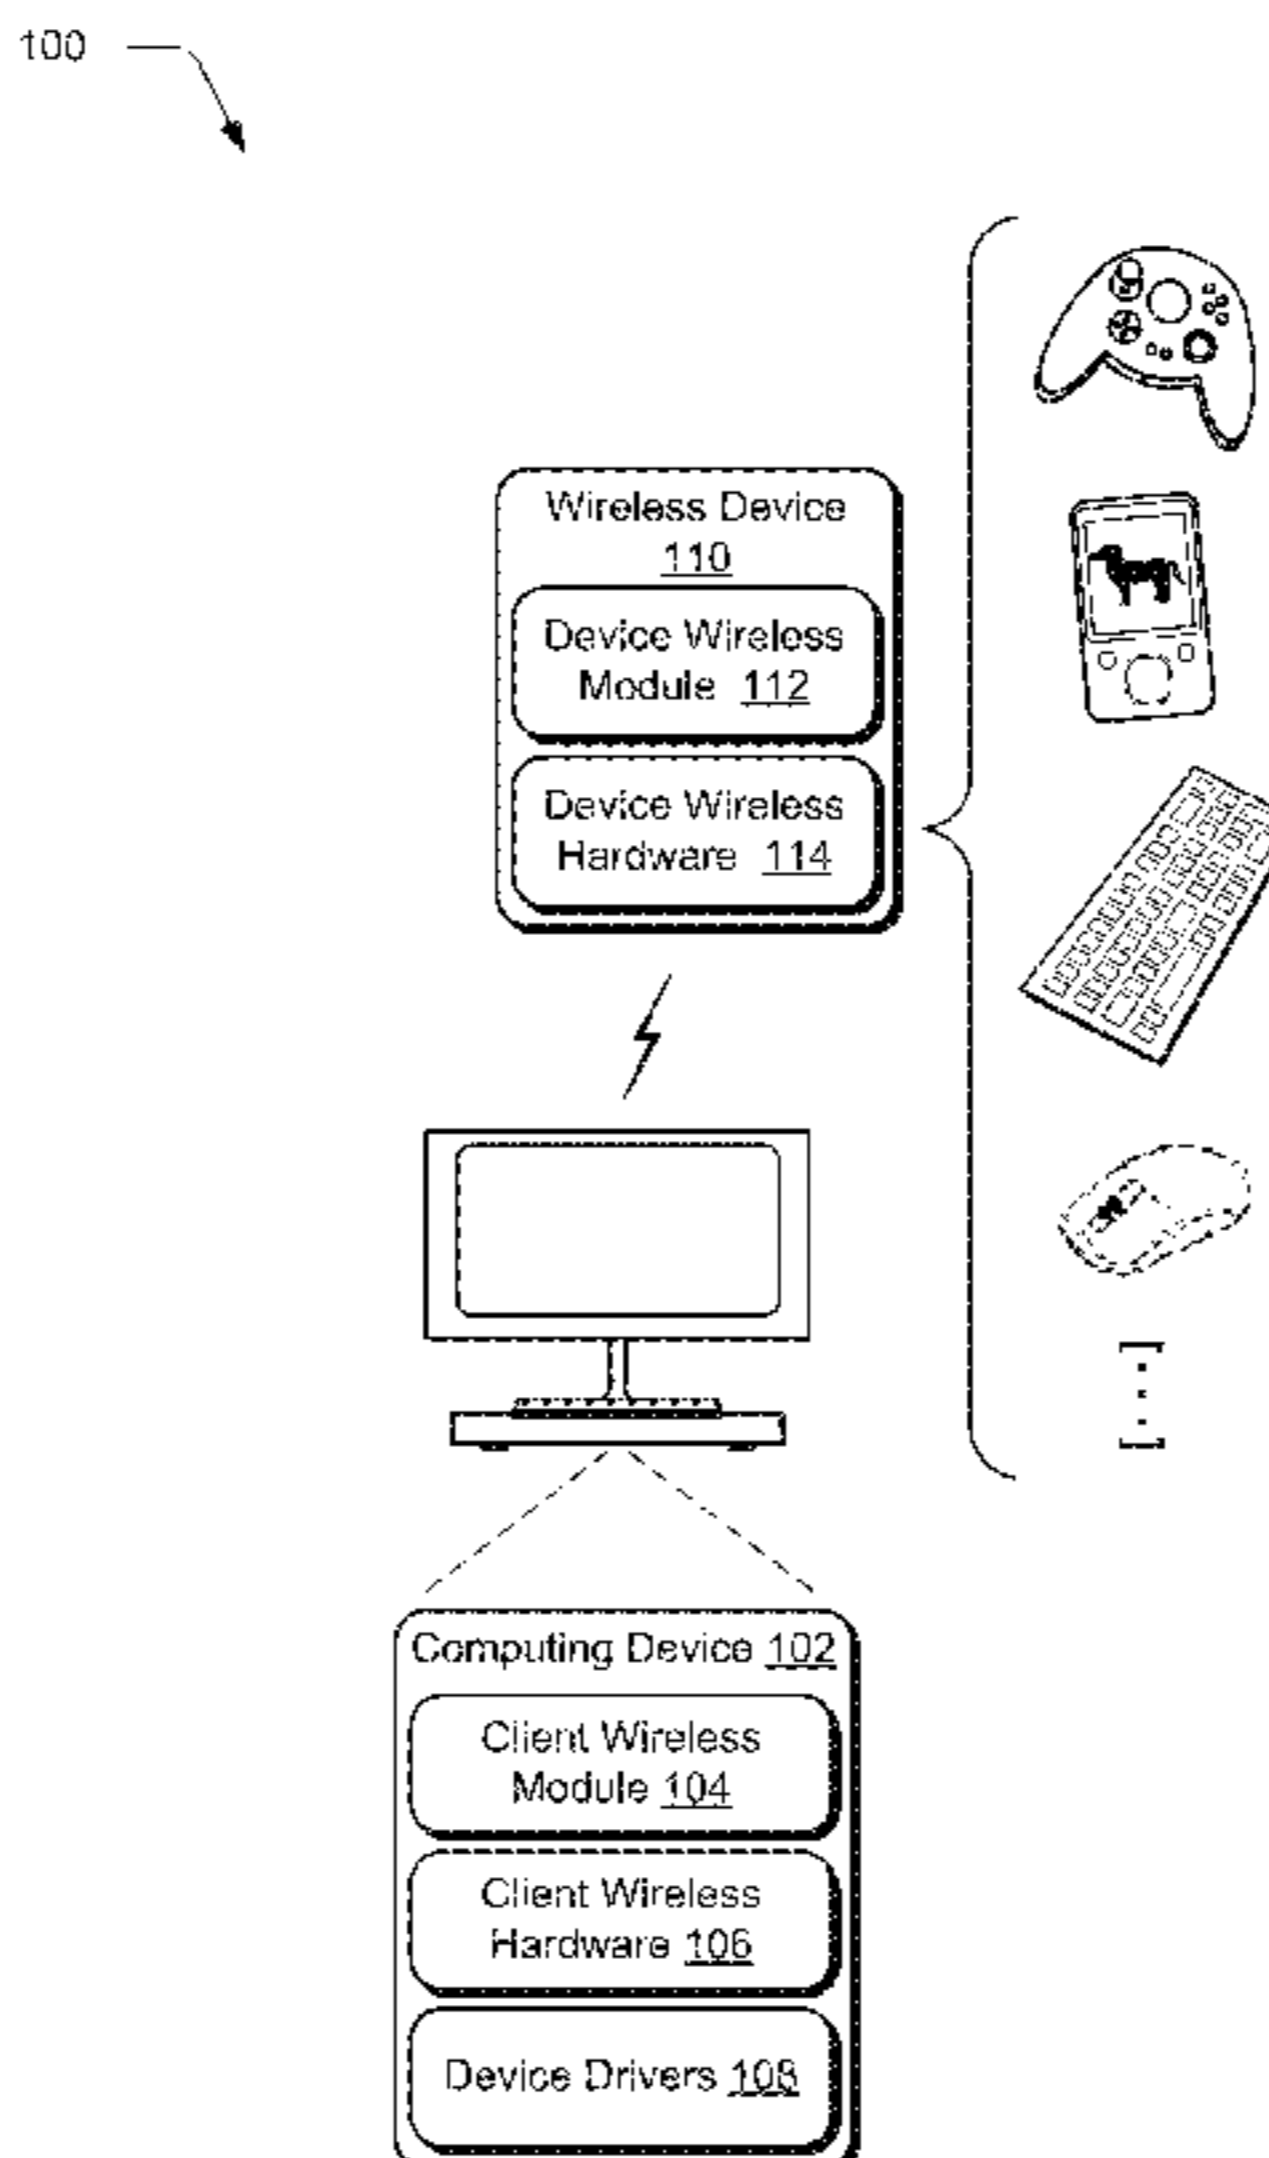 100
Wireless Device
110
Device Wireless
Module 112
Device Wireless
Hardware 114
Computing Device 102
Client Wireless
Module 104
Client Wireless
Hardware 106
Device Drivers 108